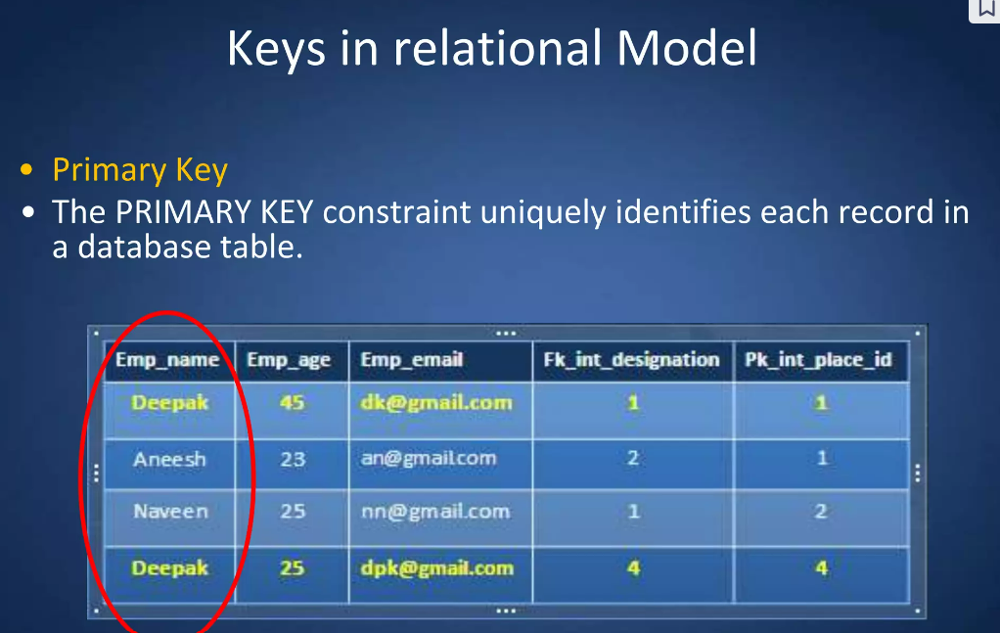 Keys in relational Model
• Primary Key
• The PRIMARY KEY constraint uniquely identifies each record in
a database table.
Emp_name Emp_age Emp_email Fk_int_designation Pk_int_place_id
Deepak 45 dk@gmail.com 1 1
Aneesh 23 an@gmail.com 2 1
Naveen 25 nn@gmail.com 1 2
Deepak 25 dpk@gmail.com 4 4